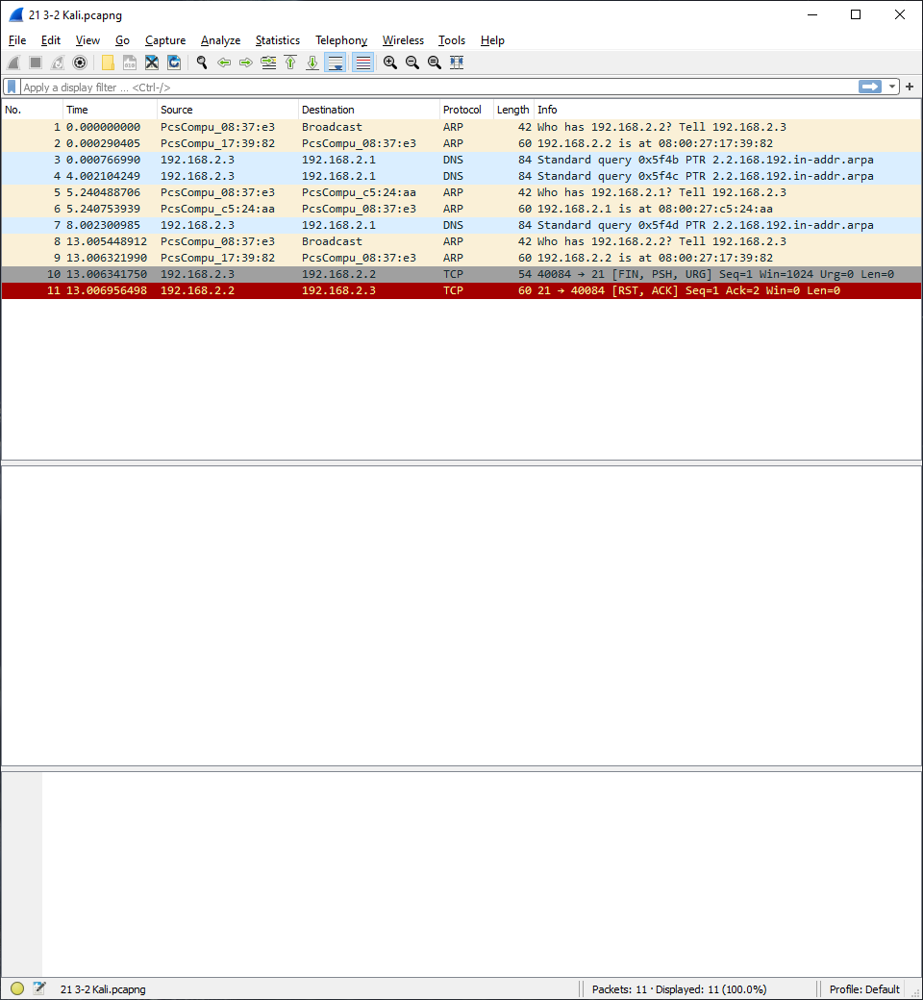 21 3-2 Kali.pcapng
File Edit View Go Capture Analyze Statistics Telephony Wireless Tools Help
Apply a display filter ... <Ctrl-/>
No. Time Source Destination Protocol Length Info
1 0.000000000 PcsCompu_08:37:e3 Broadcast ARP 42 Who has 192.168.2.2? Tell 192.168.2.3
2 0.000290405 PcsCompu_17:39:82 PcsCompu_08:37:e3 ARP 60 192.168.2.2 is at 08:00:27:17:39:82
3 0.000766990 192.168.2.3 192.168.2.1 DNS 84 Standard query 0x5f4b PTR 2.2.168.192.in-addr.arpa
4 4.002104249 192.168.2.3 192.168.2.1 DNS 84 Standard query 0x5f4c PTR 2.2.168.192.in-addr.arpa
5 5.240488706 PcsCompu_08:37:e3 PcsCompu_c5:24:aa ARP 42 Who has 192.168.2.1? Tell 192.168.2.3
6 5.240753939 PcsCompu_c5:24:aa PcsCompu_08:37:e3 ARP 60 192.168.2.1 is at 08:00:27:c5:24:aa
7 8.002300985 192.168.2.3 192.168.2.1 DNS 84 Standard query 0x5f4d PTR 2.2.168.192.in-addr.arpa
8 13.005448912 PcsCompu_08:37:e3 Broadcast ARP 42 Who has 192.168.2.2? Tell 192.168.2.3
9 13.006321990 PcsCompu_17:39:82 PcsCompu_08:37:e3 ARP 60 192.168.2.2 is at 08:00:27:17:39:82
10 13.006341750 192.168.2.3 192.168.2.2 TCP 54 40084 → 21 [FIN, PSH, URG] Seq=1 Win=1024 Urg=0 Len=0
11 13.006956498 192.168.2.2 192.168.2.3 TCP 60 21 → 40084 [RST, ACK] Seq=1 Ack=2 Win=0 Len=0
21 3-2 Kali.pcapng Packets: 11 · Displayed: 11 (100.0%) Profile: Default